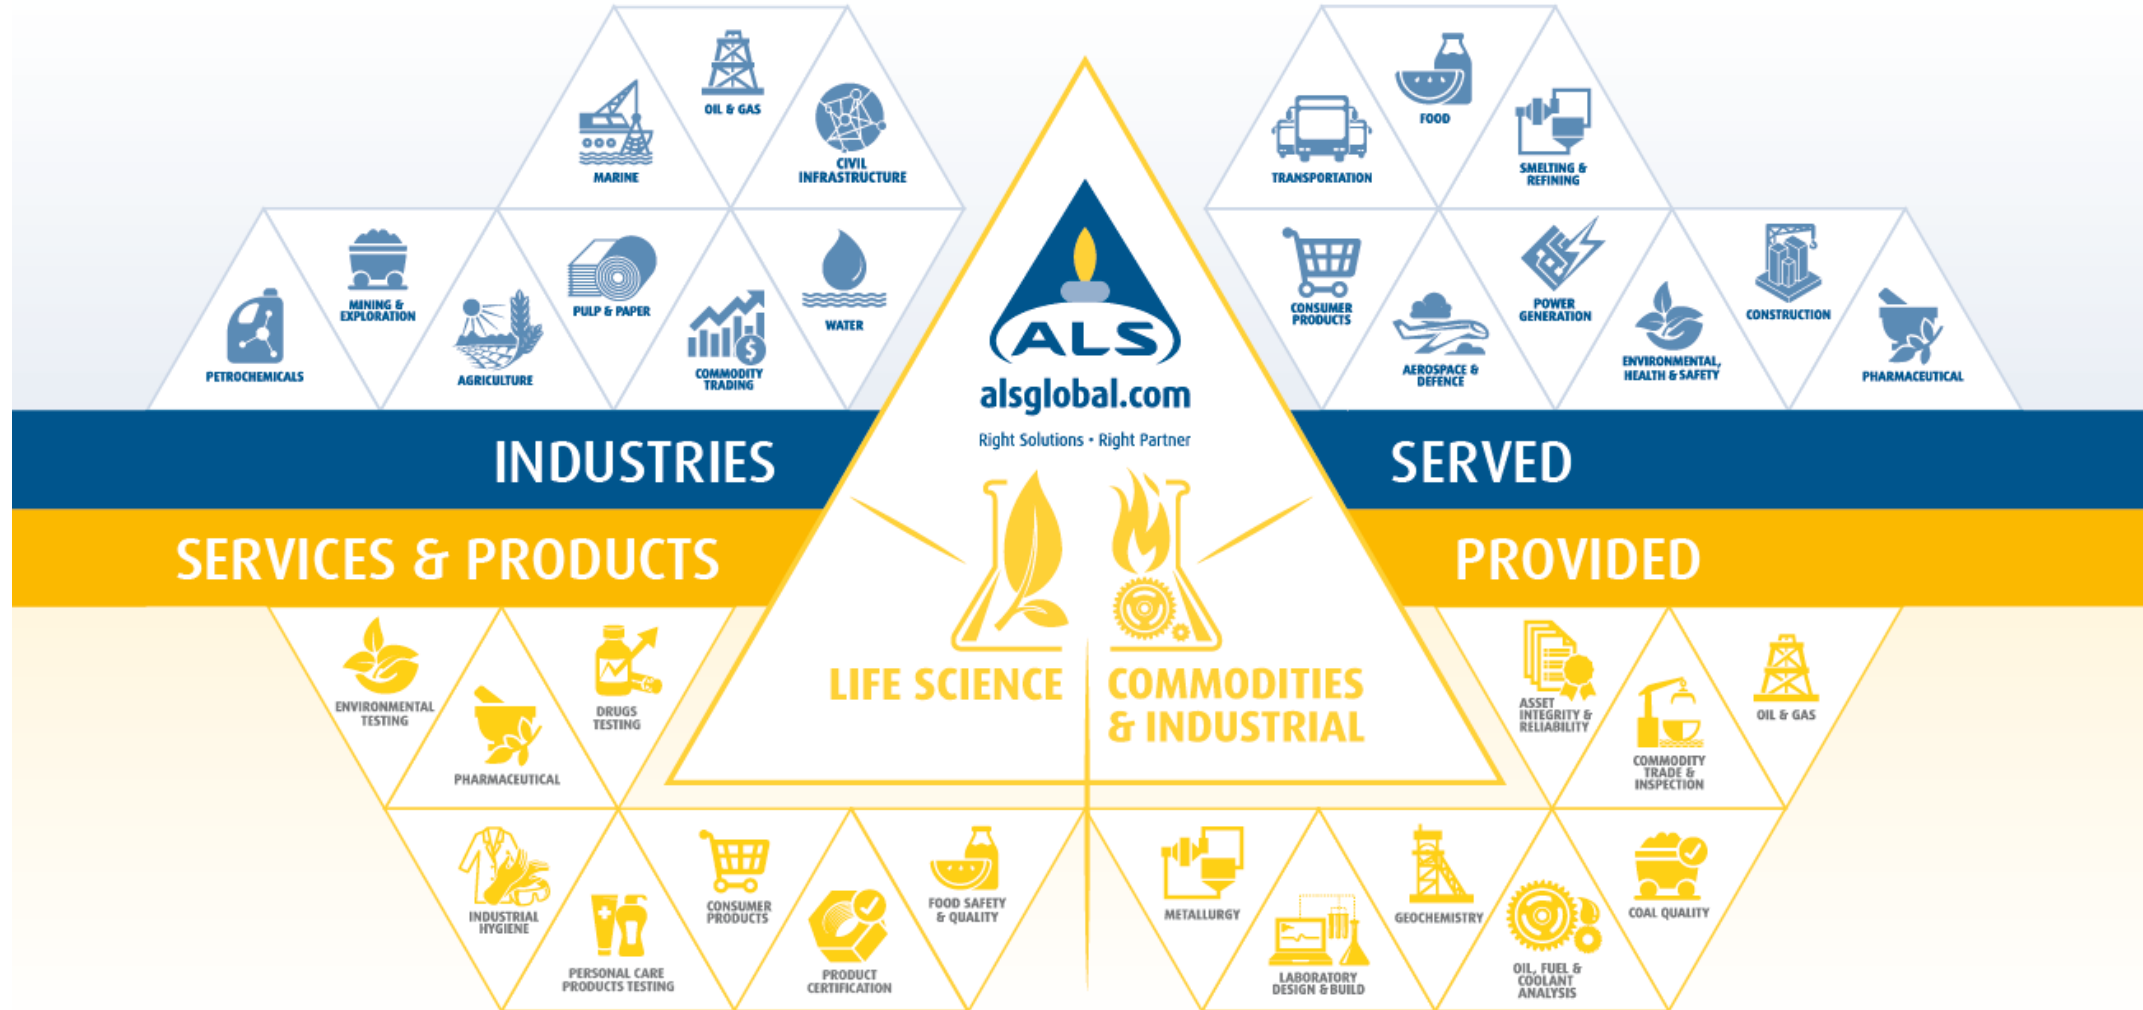 OIL & GAS
MARINE
CIVIL
INFRASTRUCTURE
FOOD
TRANSPORTATION
SMELTING &
REFINING
PETROCHEMICALS
MINING &
EXPLORATION
AGRICULTURE
PULP & PAPER
COMMODITY
TRADING
WATER
CONSUMER
PRODUCTS
AEROSPACE &
DEFENCE
POWER
GENERATION
ENVIRONMENTAL,
HEALTH & SAFETY
CONSTRUCTION
PHARMACEUTICAL
ALS
alsglobal.com
Right Solutions • Right Partner
INDUSTRIES
SERVED
SERVICES & PRODUCTS
PROVIDED
LIFE SCIENCE
COMMODITIES
& INDUSTRIAL
ENVIRONMENTAL
TESTING
PHARMACEUTICAL
DRUGS
TESTING
ASSET
INTEGRITY &
RELIABILITY
COMMODITY
TRADE &
INSPECTION
OIL & GAS
INDUSTRIAL
HYGIENE
PERSONAL CARE
PRODUCTS TESTING
CONSUMER
PRODUCTS
PRODUCT
CERTIFICATION
FOOD SAFETY
& QUALITY
METALLURGY
LABORATORY
DESIGN & BUILD
GEOCHEMISTRY
OIL, FUEL &
COOLANT
ANALYSIS
COAL QUALITY